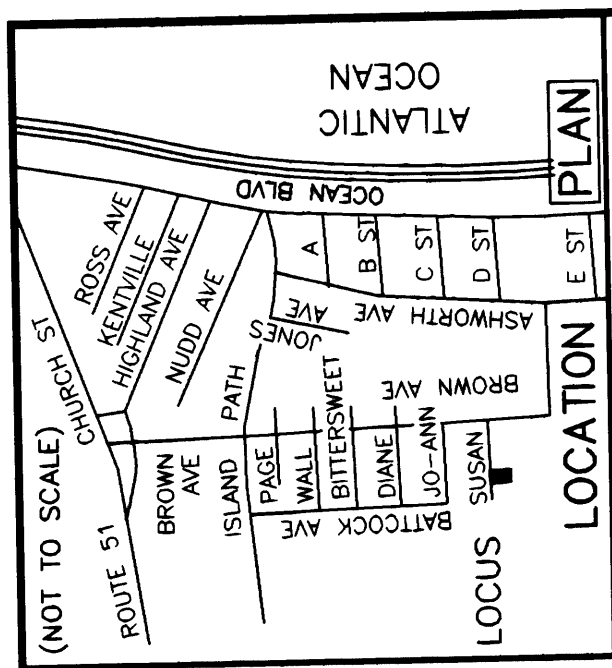 (NOT TO SCALE)
ROUTE 51
CHURCH ST
ROSS AVE
KENTVILLE
HIGHLAND AVE
NUDD AVE
BROWN
AVE
ISLAND PATH
PAGE
WALL
BITTERSWEET
DIANE
JO-ANN
SUSAN
BATTCOCK AVE
JONES
AVE
BROWN AVE
ASHWORTH AVE
A
B ST
C ST
D ST
E ST
OCEAN BLVD
ATLANTIC
OCEAN
LOCUS
LOCATION PLAN